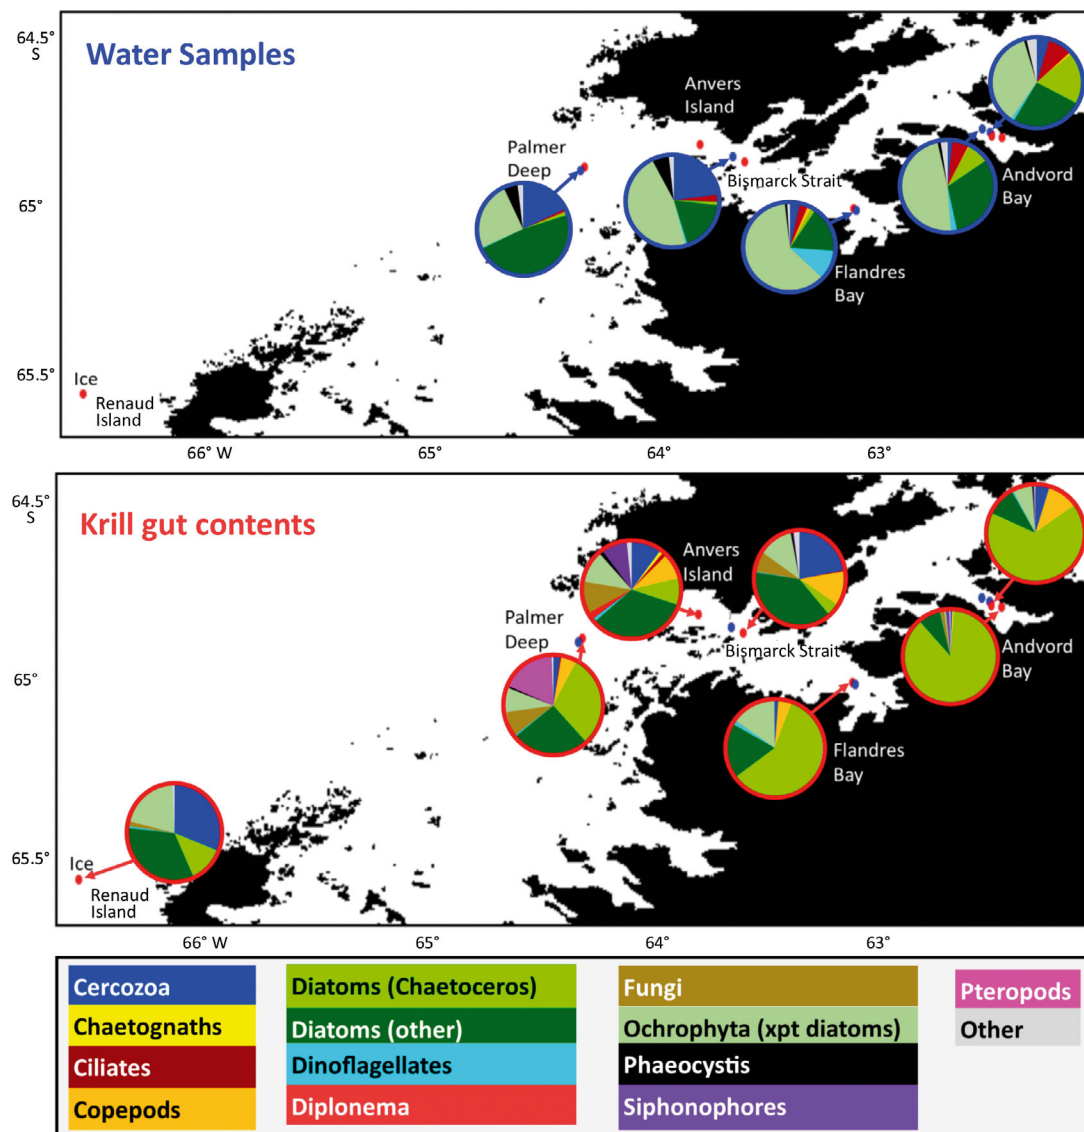 64.5°
S
Water Samples
Anvers
Island
Palmer
Deep
Bismarck Strait
Andvord
Bay
65°
Flandres
Bay
65.5°
Ice
Renaud
Island
66° W
65°
64°
63°
64.5°
S
Krill gut contents
Anvers
Island
Palmer
Deep
Bismarck Strait
Andvord
Bay
65°
Flandres
Bay
65.5°
Ice
Renaud
Island
66° W
65°
64°
63°
Cercozoa
Chaetognaths
Ciliates
Copepods
Diatoms (Chaetoceros)
Diatoms (other)
Dinoflagellates
Diplonema
Fungi
Ochrophyta (xpt diatoms)
Phaeocystis
Siphonophores
Pteropods
Other